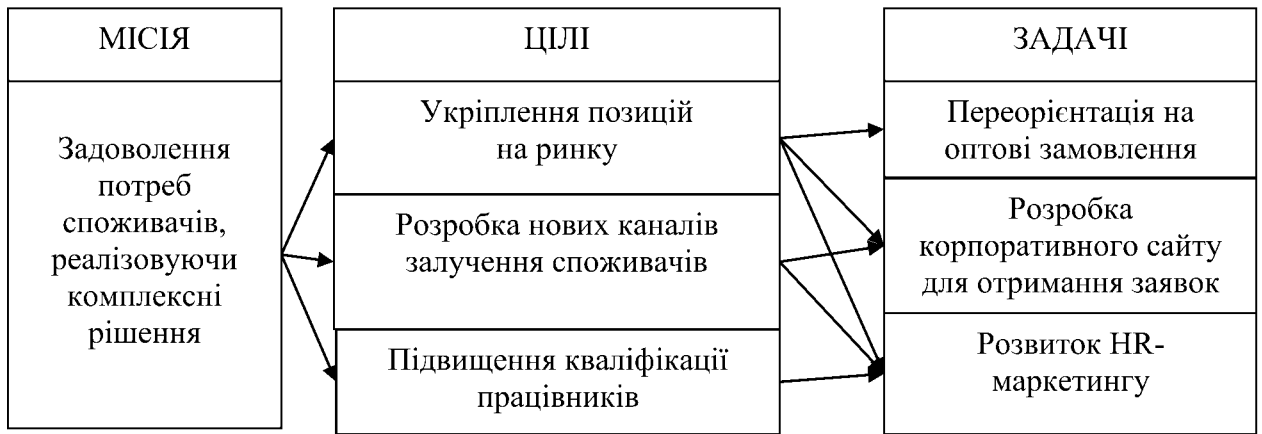 МІСІЯ
Задоволення
потреб
споживачів,
реалізовуючи
комплексні
рішення
ЦІЛІ
Укріплення позицій
на ринку
Розробка нових каналів
залучення споживачів
Підвищення кваліфікації
працівників
ЗАДАЧІ
Переорієнтація на
оптові замовлення
Розробка
корпоративного сайту
для отримання заявок
Розвиток HR-
маркетингу